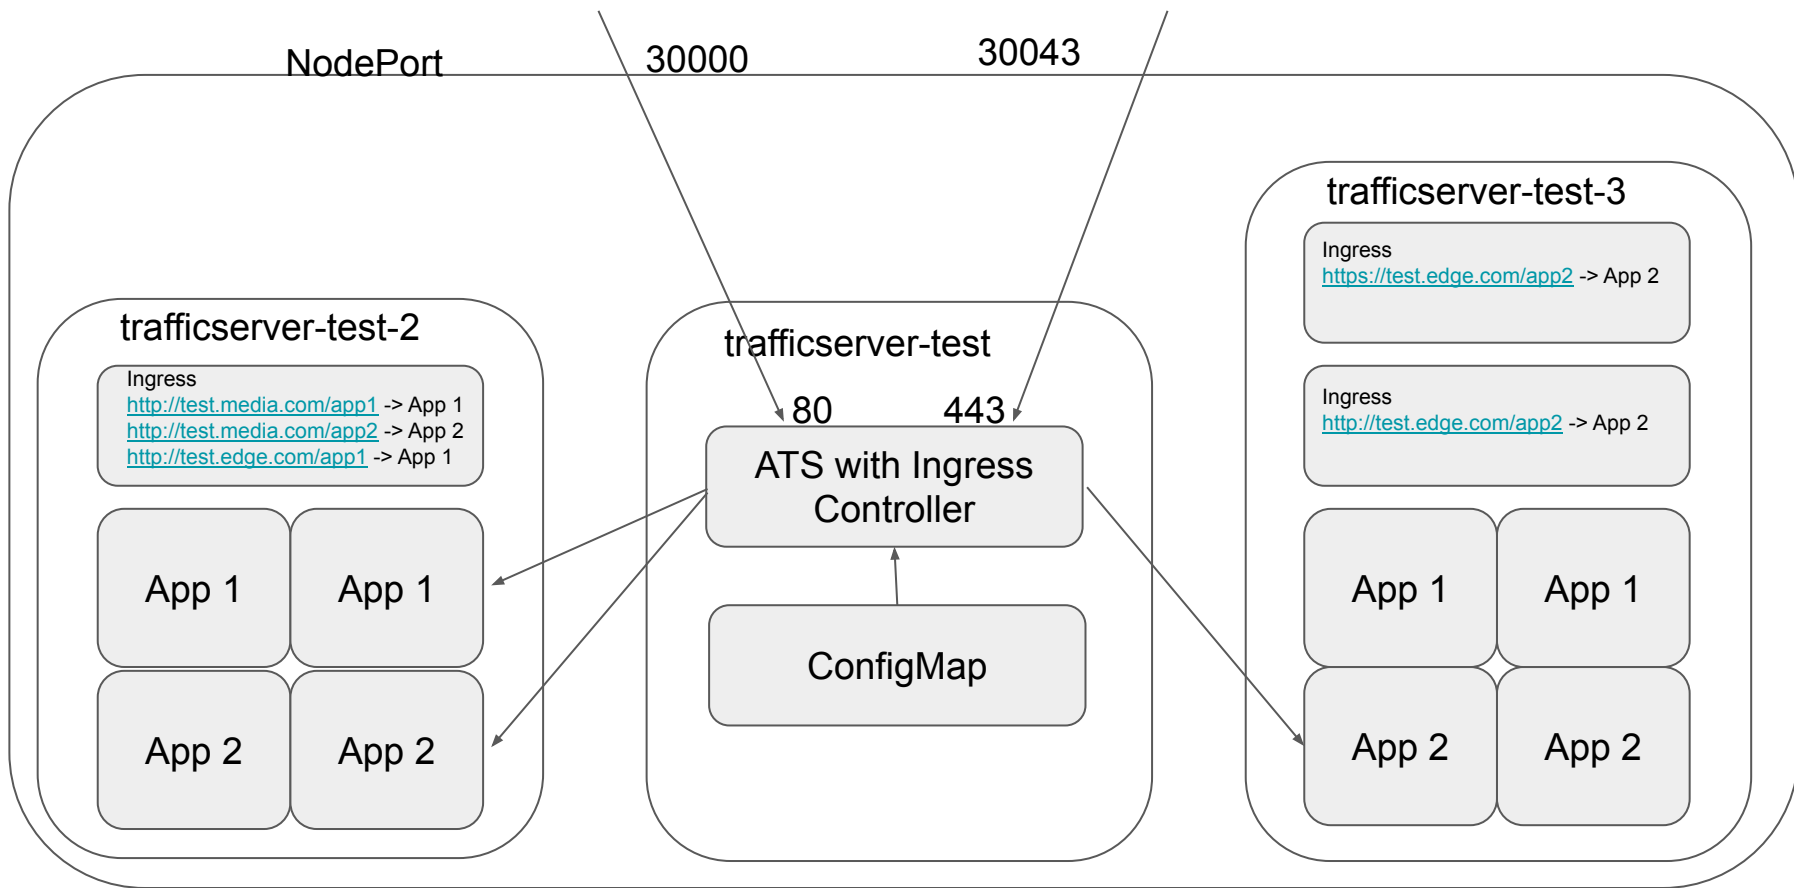 NodePort
30000
30043
trafficserver-test-2
Ingress
http://test.media.com/app1 -> App 1
http://test.media.com/app2 -> App 2
http://test.edge.com/app1 -> App 1
App 1
App 1
App 2
App 2
trafficserver-test
80
443
ATS with Ingress
Controller
ConfigMap
trafficserver-test-3
Ingress
https://test.edge.com/app2 -> App 2
Ingress
http://test.edge.com/app2 -> App 2
App 1
App 1
App 2
App 2